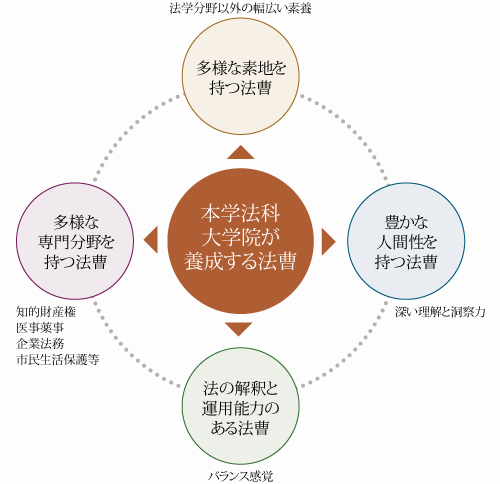 法学分野以外の幅広い素養
多様な素地を
持つ法曹
本学法科
大学院が
養成する法曹
多様な
専門分野を
持つ法曹
知的財産権
医事薬事
企業法務
市民生活保護等
豊かな
人間性を
持つ法曹
深い理解と洞察力
法の解釈と
運用能力の
ある法曹
バランス感覚